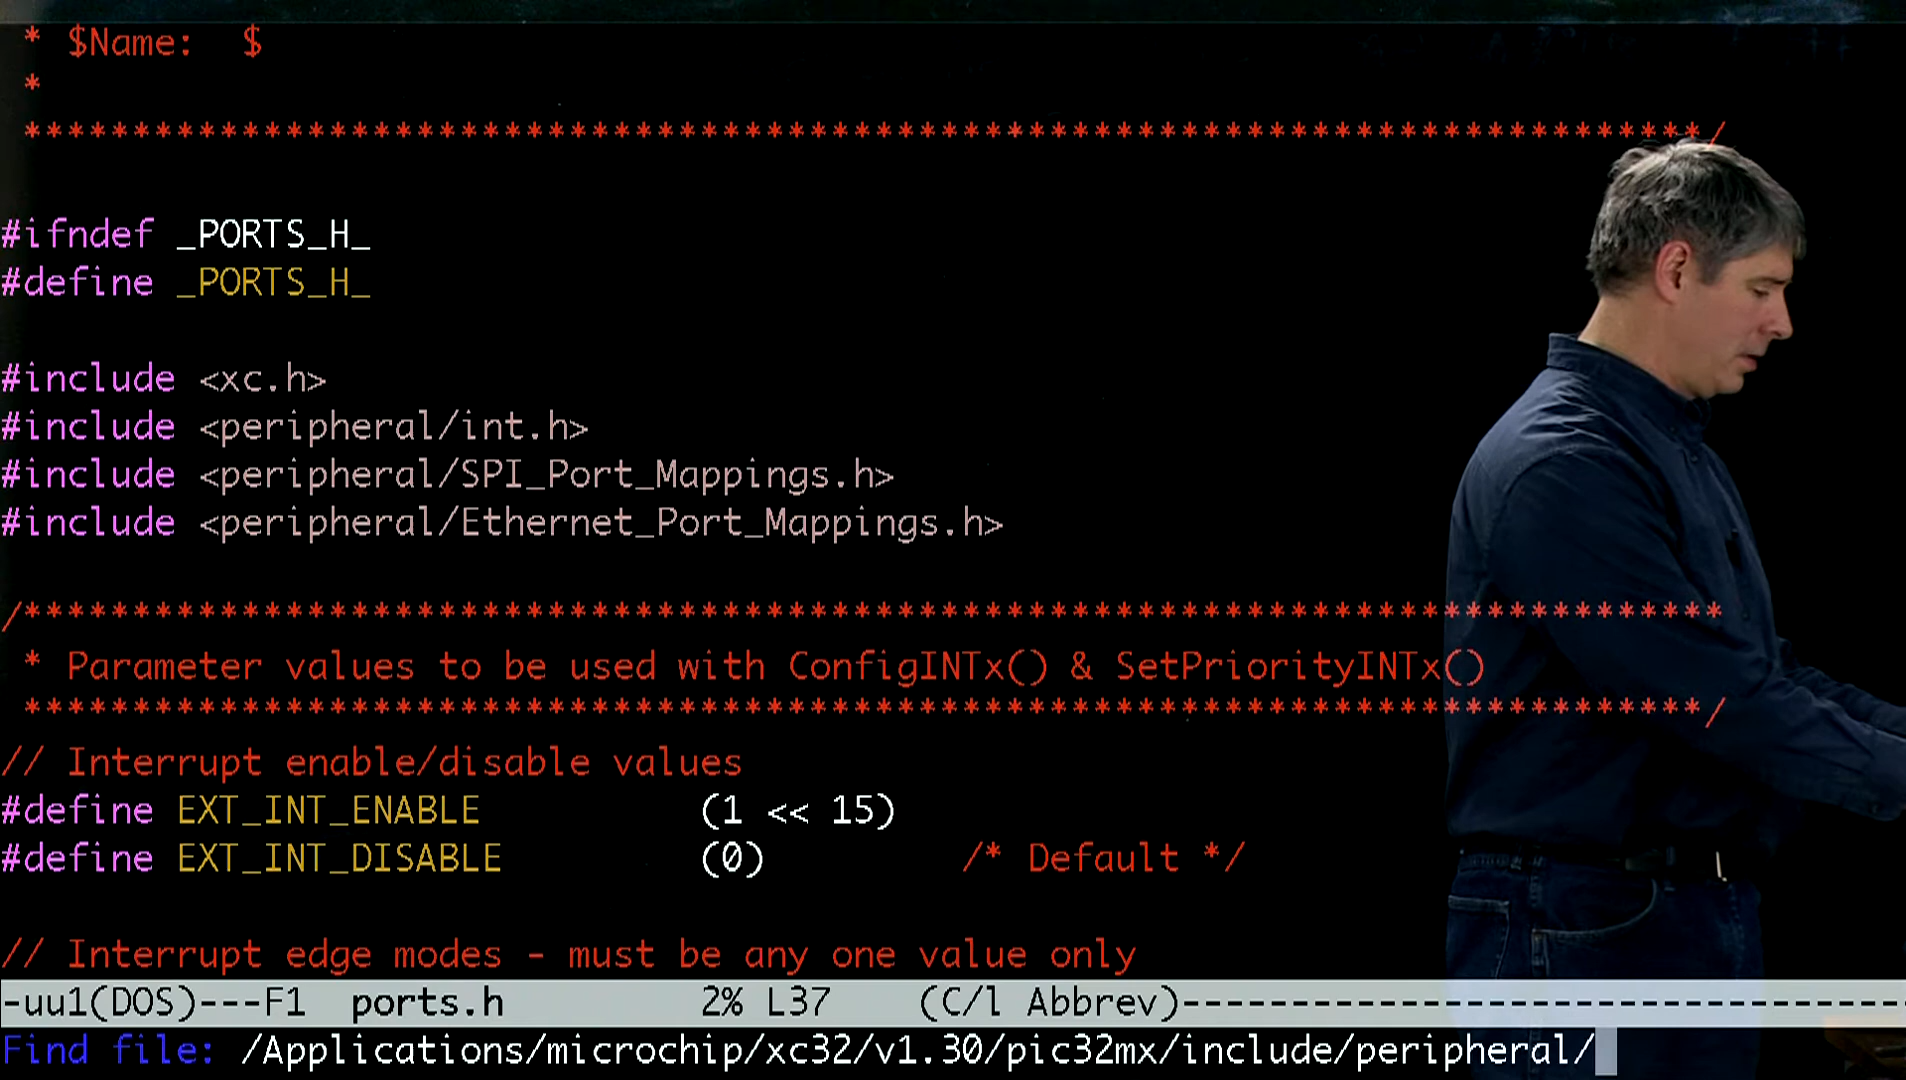 * $Name:  $
*
*****************************************************************************/
#ifndef _PORTS_H_
#define _PORTS_H_
#include <xc.h>
#include <peripheral/int.h>
#include <peripheral/SPI_Port_Mappings.h>
#include <peripheral/Ethernet_Port_Mappings.h>
/******************************************************************************
* Parameter values to be used with ConfigINTx() & SetPriorityINTx()
*****************************************************************************/
// Interrupt enable/disable values
#define EXT_INT_ENABLE          (1 << 15)
#define EXT_INT_DISABLE         (0)         /* Default */
// Interrupt edge modes - must be any one value only
-uu1(DOS)---F1  ports.h         2% L37    (C/l Abbrev)----------------------------------
Find file: /Applications/microchip/xc32/v1.30/pic32mx/include/peripheral/